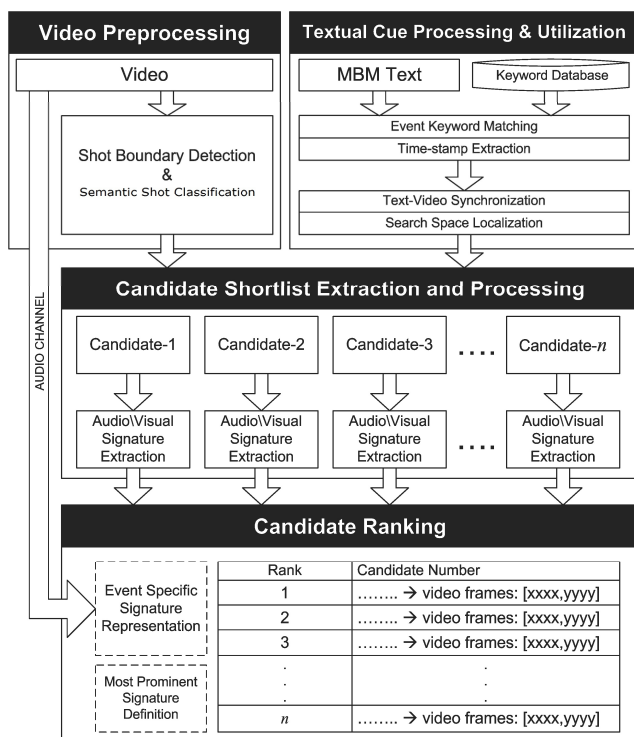 Video Preprocessing
Video
Shot Boundary Detection
&
Semantic Shot Classification
Textual Cue Processing & Utilization
MBM Text
Keyword Database
Event Keyword Matching
Time-stamp Extraction
Text-Video Synchronization
Search Space Localization
AUDIO CHANNEL
Candidate Shortlist Extraction and Processing
Candidate-1
Candidate-2
Candidate-3
....
Candidate-n
Audio\Visual
Signature
Extraction
Audio\Visual
Signature
Extraction
Audio\Visual
Signature
Extraction
....
Audio\Visual
Signature
Extraction
Candidate Ranking
Event Specific
Signature
Representation
Most Prominent
Signature
Definition
Rank Candidate Number
1 ........ → video frames: [xxxx,yyyy]
2 ........ → video frames: [xxxx,yyyy]
3 ........ → video frames: [xxxx,yyyy]
. .
. .
. .
n ........ → video frames: [xxxx,yyyy]